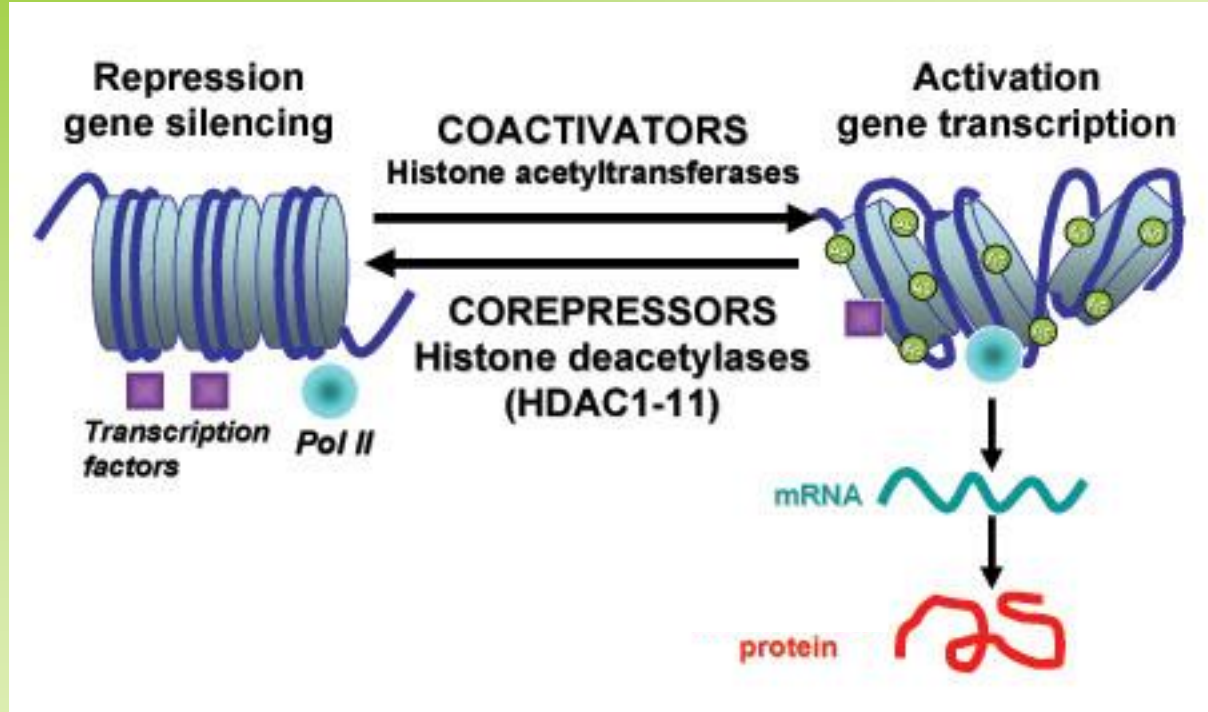 Repression
gene silencing
COACTIVATORS
Histone acetyltransferases
Activation
gene transcription
COREPRESSORS
Histone deacetylases
(HDAC1-11)
Transcription
factors
Pol II
mRNA
protein